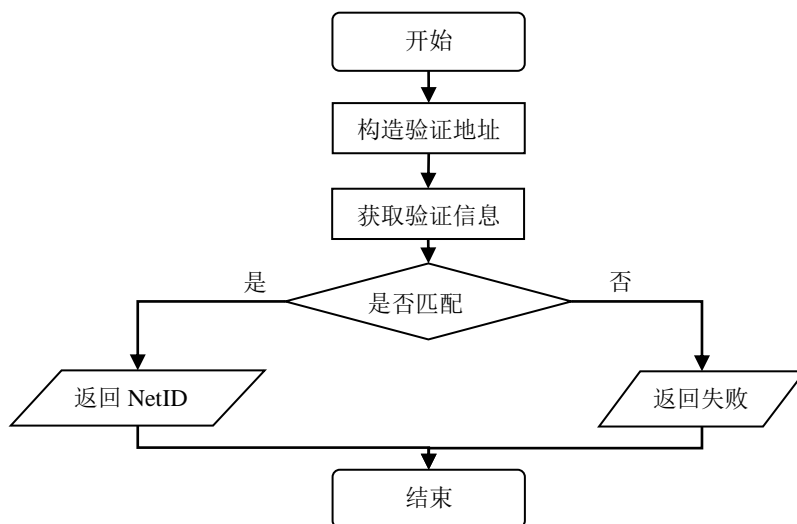 开始
构造验证地址
获取验证信息
是
否
是否匹配
返回 NetID
返回失败
结束